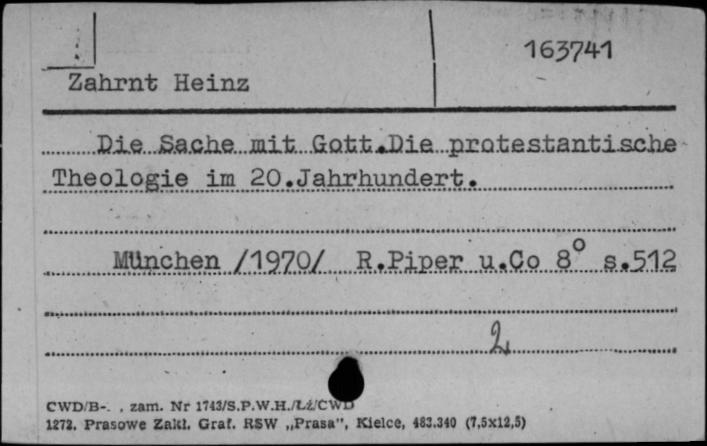 163741
Zahrnt Heinz
Die Sache mit Gott.Die protestantische
Theologie im 20.Jahrhundert.
München /1970/ R.Piper u.Co 8° s.512
2
CWD/B-. , zam. Nr 1743/S.P.W.H./Łż/CWD
1272. Prasowe Zakł. Graf. RSW „Prasa”, Kielce, 483.340 (7,5x12,5)